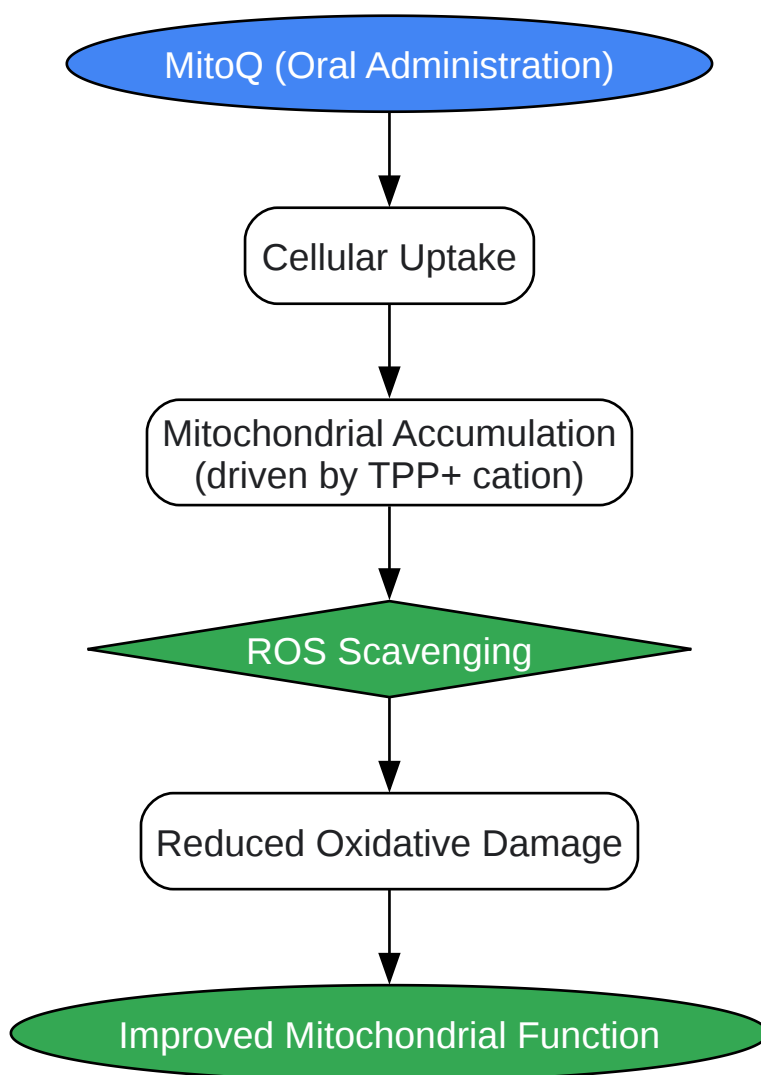 MitoQ (Oral Administration)
Cellular Uptake
Mitochondrial Accumulation
(driven by TPP+ cation)
ROS Scavenging
Reduced Oxidative Damage
Improved Mitochondrial Function